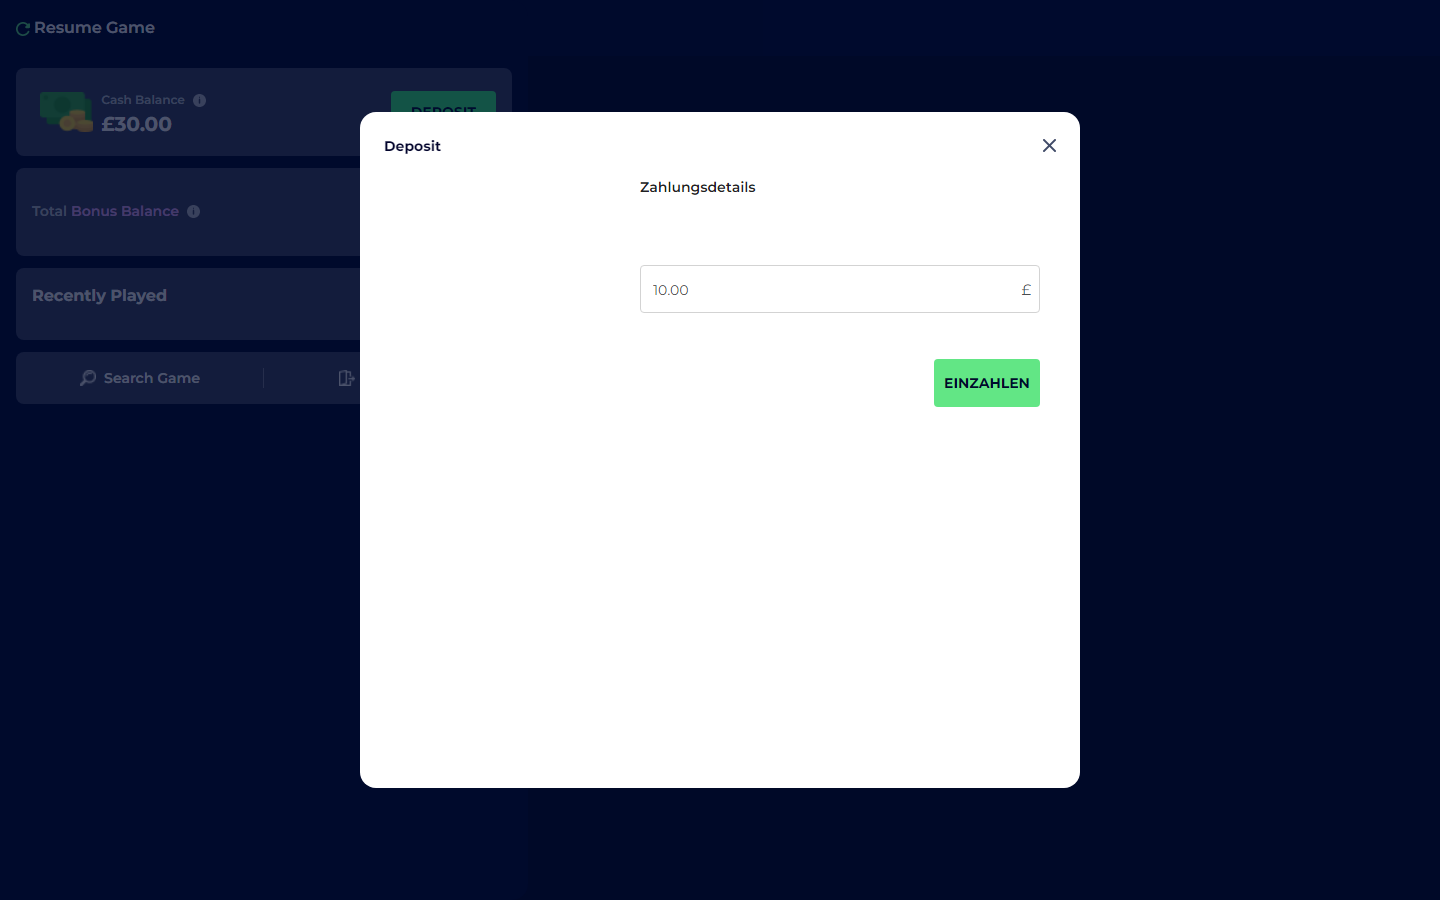 Resume Game
Cash Balance
£30.00
DEPOSIT
Total Bonus Balance
Recently Played
Search Game
Deposit
Zahlungsdetails
10.00 £
EINZAHLEN